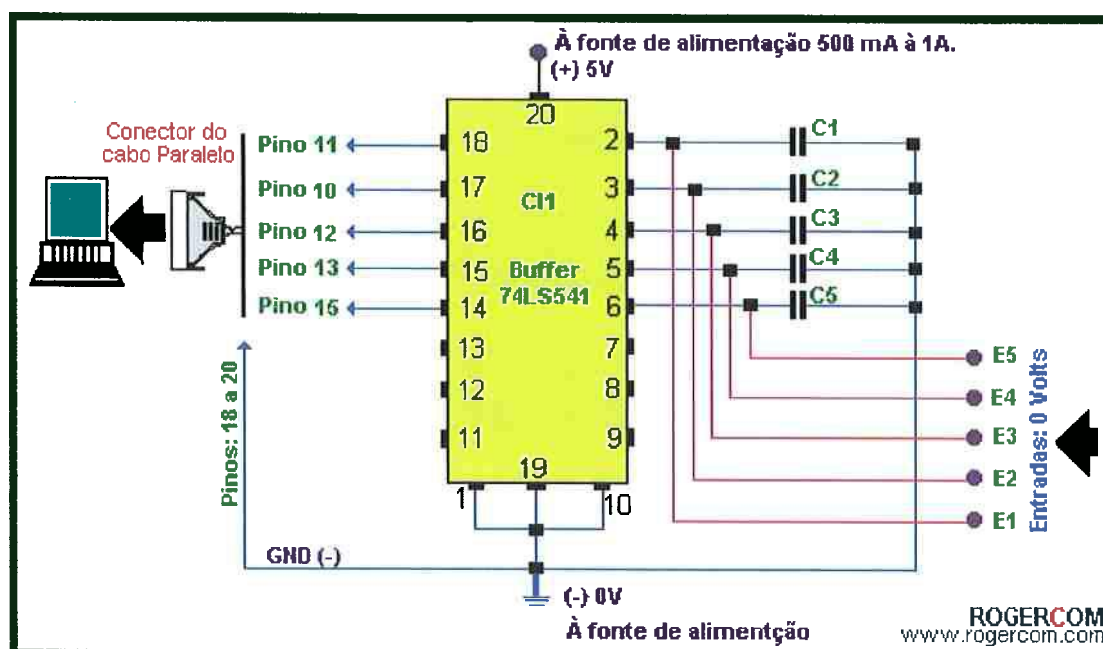 À fonte de alimentação 500 mA à 1A.
(+) 5V
Conector do
cabo Paralelo
Pino 11
Pino 10
Pino 12
Pino 13
Pino 15
20
18
17
16
15
14
13
12
11
2
3
4
5
6
7
8
9
CI1
Buffer
74LS541
19
1
10
C1
C2
C3
C4
C5
E5
E4
E3
E2
E1
Entradas: 0 Volts
Pinos: 18 a 20
GND (-)
(-) 0V
À fonte de alimentção
ROGERCOM
www.rogercom.com